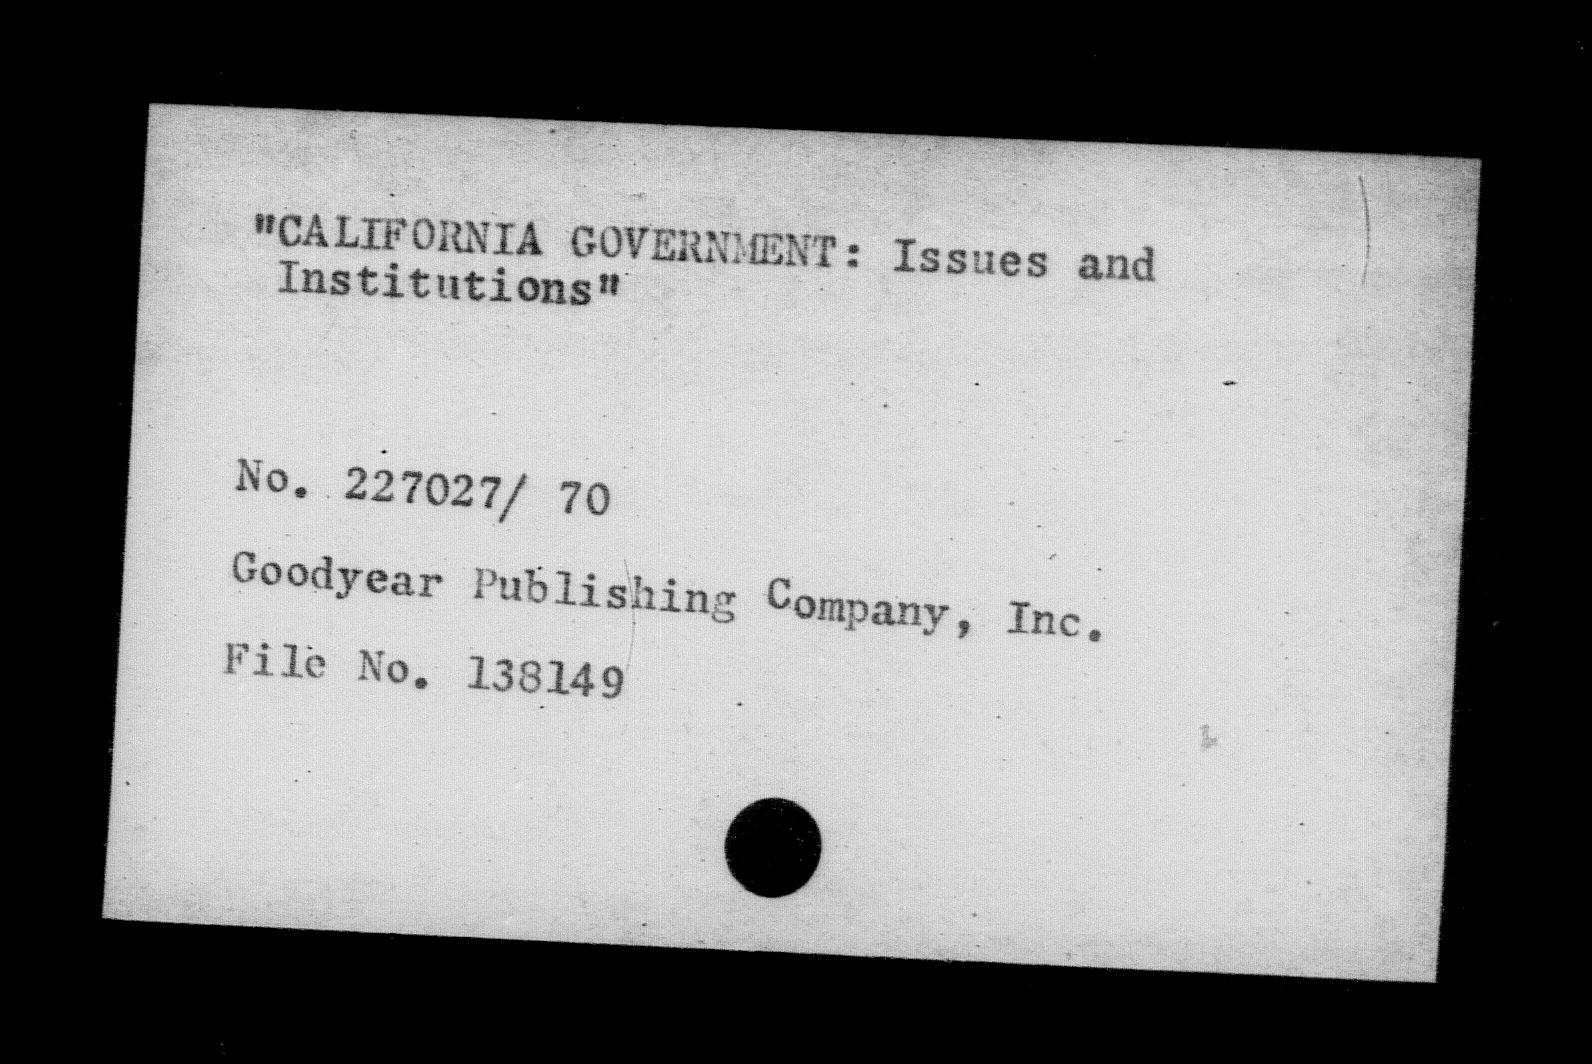 "CALIFORNIA GOVERNMENT: Issues and
Institutions"
No. 227027/ 70
Goodyear Publishing Company, Inc.
File No. 138149